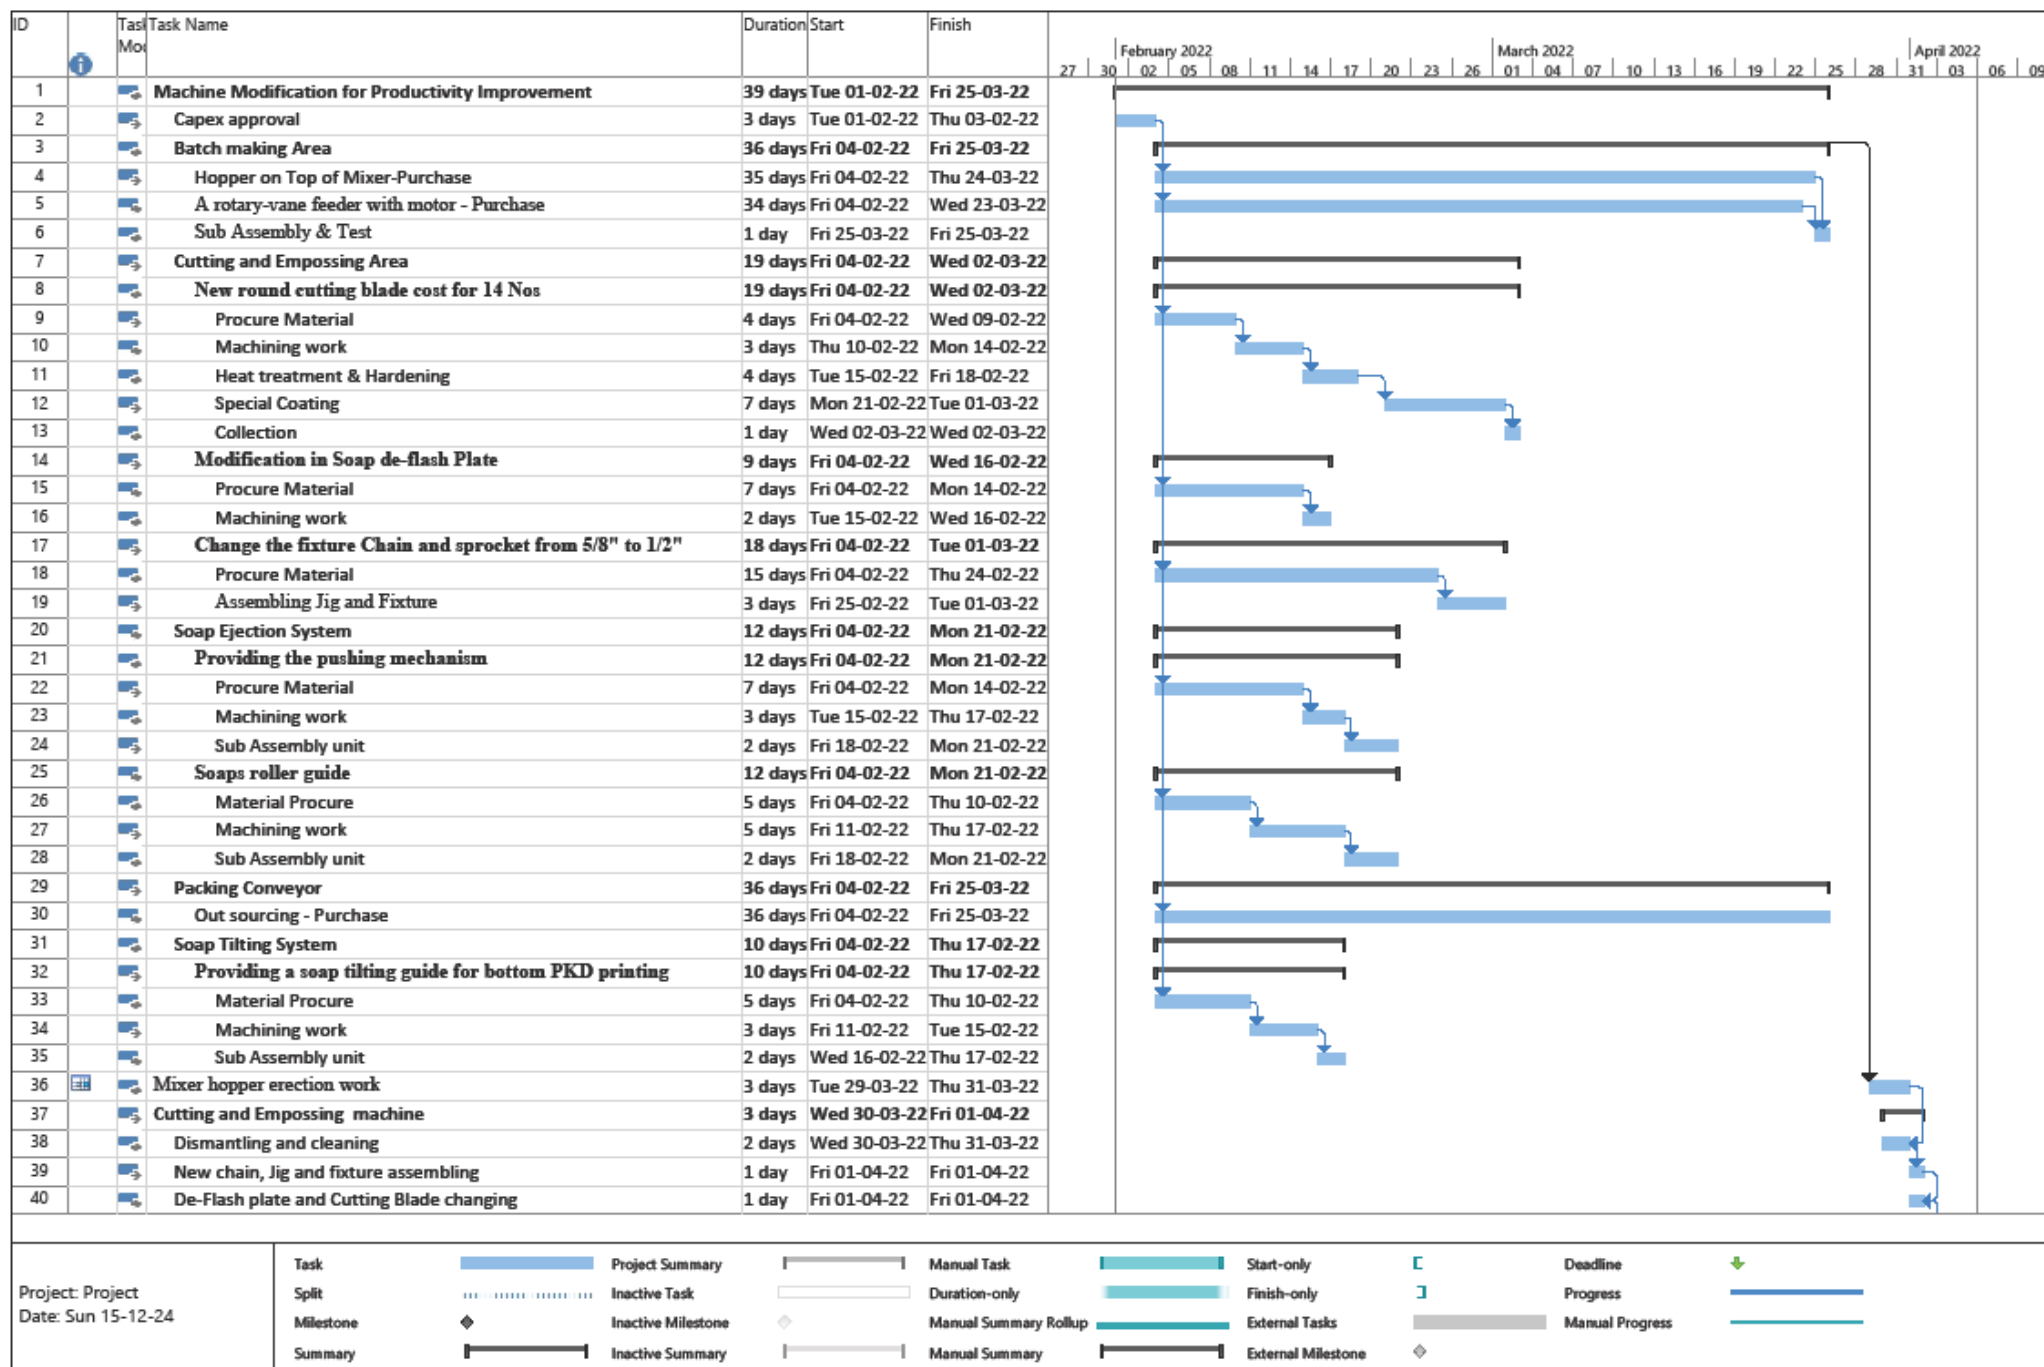 ID Task Mod Task Name Duration Start Finish
February 2022 March 2022 April 2022
27 30 02 05 08 11 14 17 20 23 26 01 04 07 10 13 16 19 22 25 28 31 03 06 09
1 Machine Modification for Productivity Improvement 39 days Tue 01-02-22 Fri 25-03-22
2 Capex approval 3 days Tue 01-02-22 Thu 03-02-22
3 Batch making Area 36 days Fri 04-02-22 Fri 25-03-22
4 Hopper on Top of Mixer-Purchase 35 days Fri 04-02-22 Thu 24-03-22
5 A rotary-vane feeder with motor - Purchase 34 days Fri 04-02-22 Wed 23-03-22
6 Sub Assembly & Test 1 day Fri 25-03-22 Fri 25-03-22
7 Cutting and Empossing Area 19 days Fri 04-02-22 Wed 02-03-22
8 New round cutting blade cost for 14 Nos 19 days Fri 04-02-22 Wed 02-03-22
9 Procure Material 4 days Fri 04-02-22 Wed 09-02-22
10 Machining work 3 days Thu 10-02-22 Mon 14-02-22
11 Heat treatment & Hardening 4 days Tue 15-02-22 Fri 18-02-22
12 Special Coating 7 days Mon 21-02-22 Tue 01-03-22
13 Collection 1 day Wed 02-03-22 Wed 02-03-22
14 Modification in Soap de-flash Plate 9 days Fri 04-02-22 Wed 16-02-22
15 Procure Material 7 days Fri 04-02-22 Mon 14-02-22
16 Machining work 2 days Tue 15-02-22 Wed 16-02-22
17 Change the fixture Chain and sprocket from 5/8" to 1/2" 18 days Fri 04-02-22 Tue 01-03-22
18 Procure Material 15 days Fri 04-02-22 Thu 24-02-22
19 Assembling Jig and Fixture 3 days Fri 25-02-22 Tue 01-03-22
20 Soap Ejection System 12 days Fri 04-02-22 Mon 21-02-22
21 Providing the pushing mechanism 12 days Fri 04-02-22 Mon 21-02-22
22 Procure Material 7 days Fri 04-02-22 Mon 14-02-22
23 Machining work 3 days Tue 15-02-22 Thu 17-02-22
24 Sub Assembly unit 2 days Fri 18-02-22 Mon 21-02-22
25 Soaps roller guide 12 days Fri 04-02-22 Mon 21-02-22
26 Material Procure 5 days Fri 04-02-22 Thu 10-02-22
27 Machining work 5 days Fri 11-02-22 Thu 17-02-22
28 Sub Assembly unit 2 days Fri 18-02-22 Mon 21-02-22
29 Packing Conveyor 36 days Fri 04-02-22 Fri 25-03-22
30 Out sourcing - Purchase 36 days Fri 04-02-22 Fri 25-03-22
31 Soap Tilting System 10 days Fri 04-02-22 Thu 17-02-22
32 Providing a soap tilting guide for bottom PKD printing 10 days Fri 04-02-22 Thu 17-02-22
33 Material Procure 5 days Fri 04-02-22 Thu 10-02-22
34 Machining work 3 days Fri 11-02-22 Tue 15-02-22
35 Sub Assembly unit 2 days Wed 16-02-22 Thu 17-02-22
36 Mixer hopper erection work 3 days Tue 29-03-22 Thu 31-03-22
37 Cutting and Empossing machine 3 days Wed 30-03-22 Fri 01-04-22
38 Dismantling and cleaning 2 days Wed 30-03-22 Thu 31-03-22
39 New chain, Jig and fixture assembling 1 day Fri 01-04-22 Fri 01-04-22
40 De-Flash plate and Cutting Blade changing 1 day Fri 01-04-22 Fri 01-04-22
Project: Project
Date: Sun 15-12-24
Task Project Summary Manual Task Start-only Deadline
Split Inactive Task Duration-only Finish-only Progress
Milestone Inactive Milestone Manual Summary Rollup External Tasks Manual Progress
Summary Inactive Summary Manual Summary External Milestone